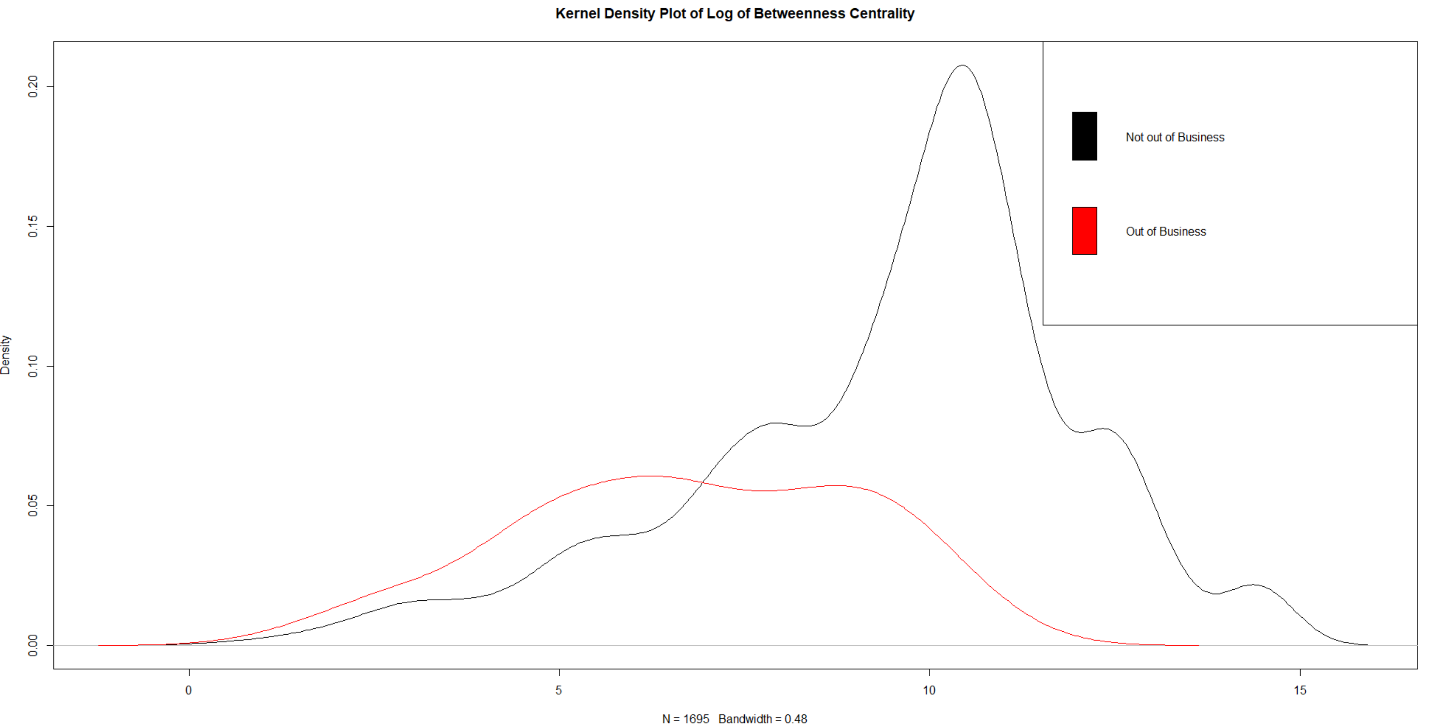 Kernel Density Plot of Log of Betweenness Centrality
Density
0.20
0.15
0.10
0.05
0.00
Not out of Business
Out of Business
0
5
10
15
N = 1695 Bandwidth = 0.48